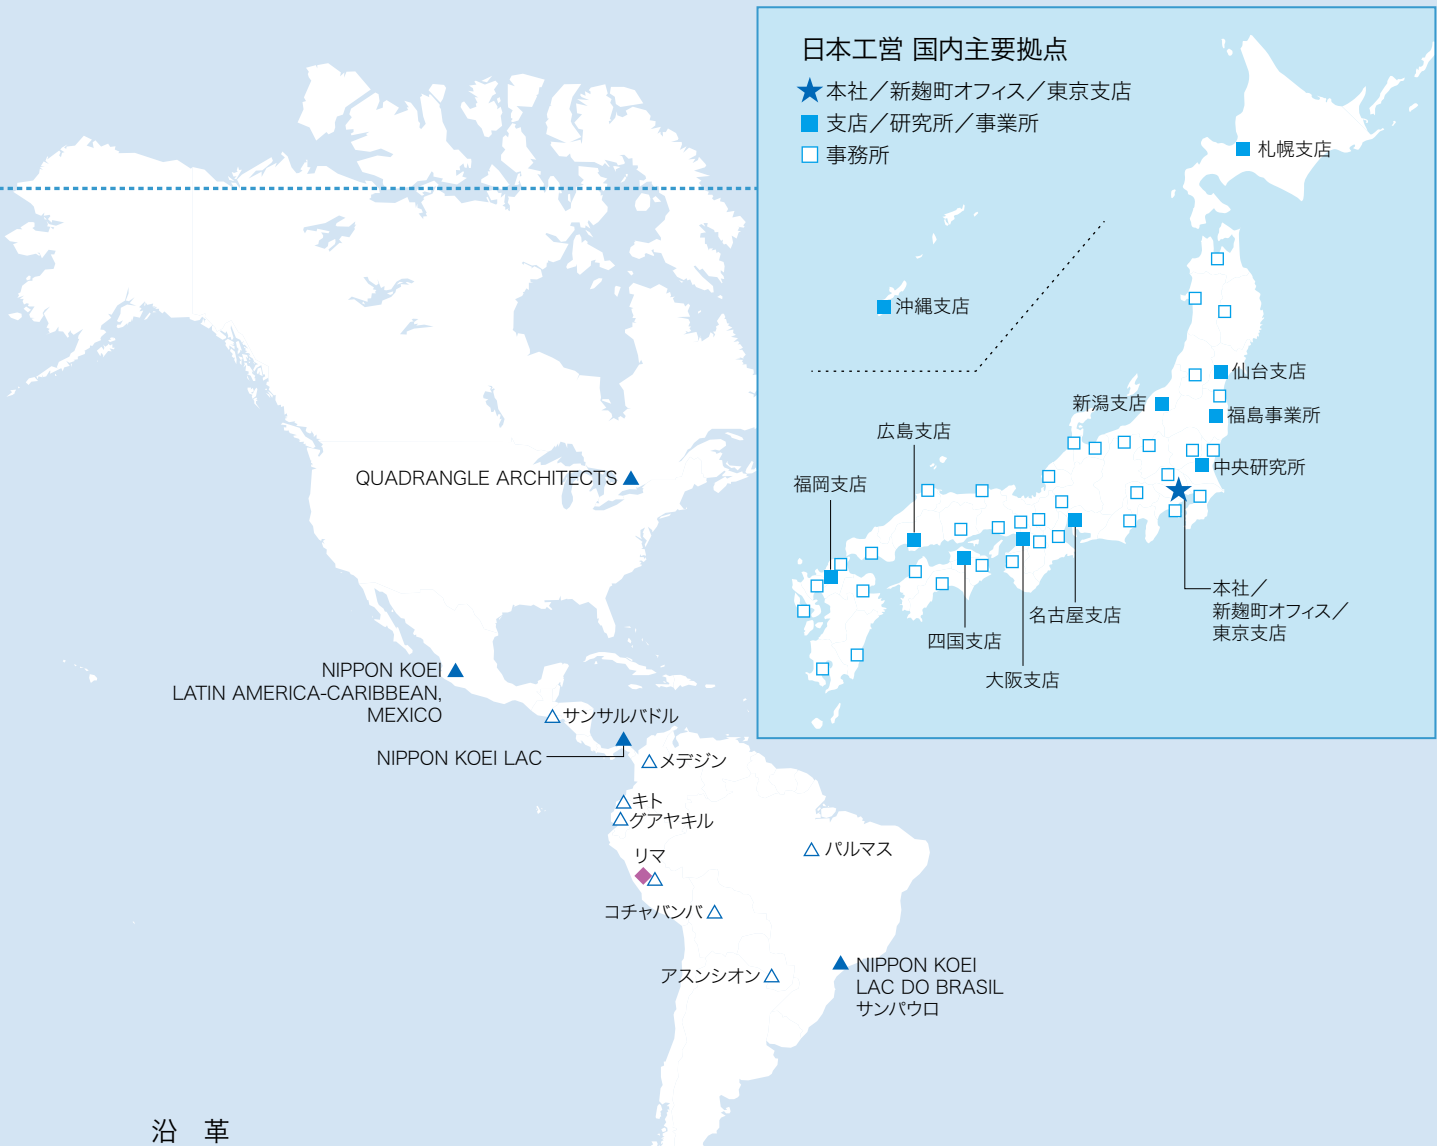 日本工営 国内主要拠点
本社／新麹町オフィス／東京支店
支店／研究所／事業所
事務所
札幌支店
沖縄支店
仙台支店
新潟支店
福島事業所
広島支店
中央研究所
福岡支店
本社／
新麹町オフィス／
東京支店
名古屋支店
四国支店
大阪支店
QUADRANGLE ARCHITECTS
NIPPON KOEI
LATIN AMERICA-CARIBBEAN,
MEXICO
サンサルバドル
NIPPON KOEI LAC
メデジン
キト
グアヤキル
リマ
パルマス
コチャバンバ
アスンシオン
NIPPON KOEI
LAC DO BRASIL
サンパウロ
沿 革